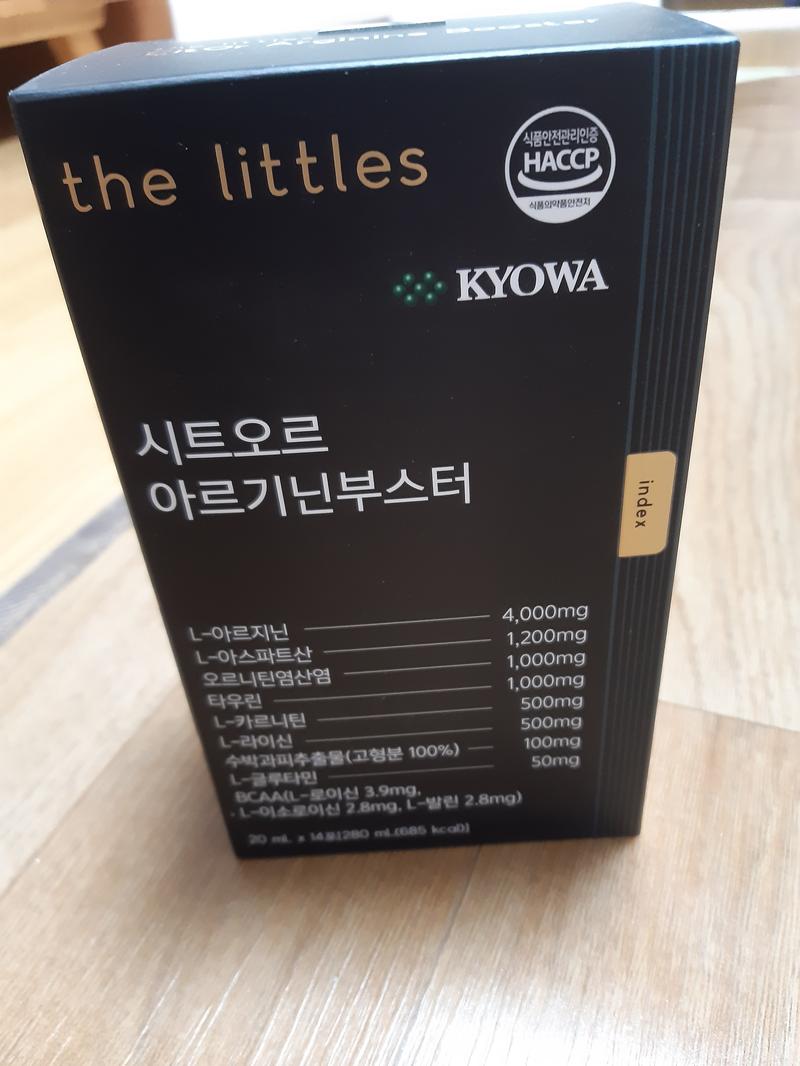 the littles
식품안전관리인증
HACCP
식품의약품안전처
KYOWA
시트오르
아르기닌부스터
index
L-아르지닌 4,000mg
L-아스파트산 1,200mg
오르니틴염산염 1,000mg
타우린 1,000mg
L-카르니틴 500mg
L-라이신 500mg
수박과피추출물(고형분 100%) 100mg
L-글루타민 50mg
BCAA(L-로이신 3.9mg,
L-이소로이신 2.8mg, L-발린 2.8mg)
20 mL x 14포[280 mL(685 kcal)]